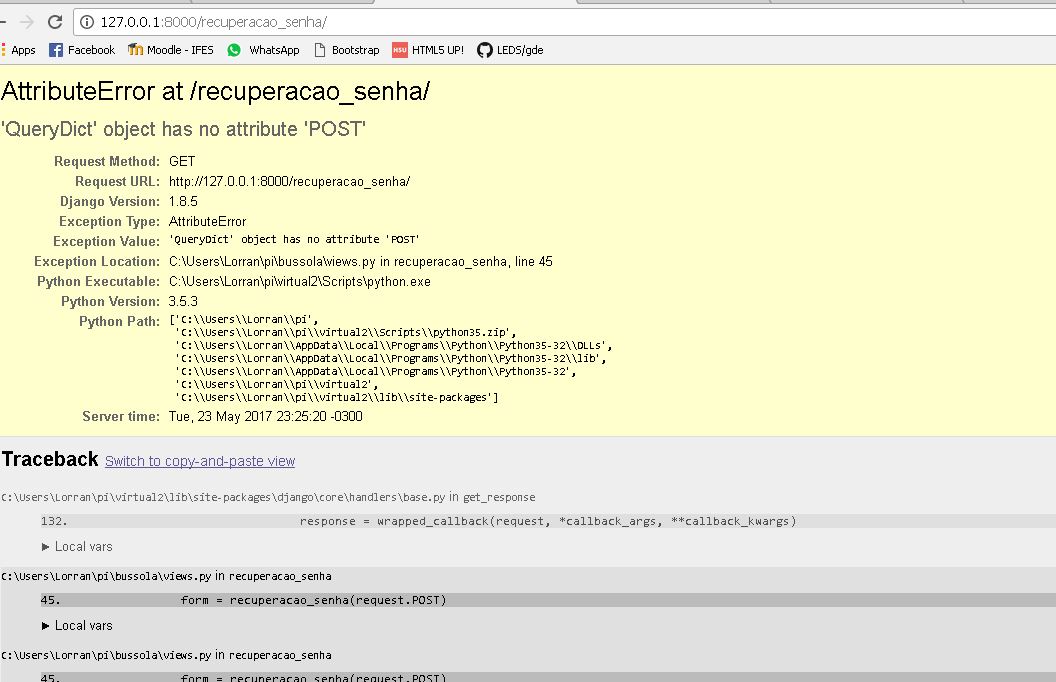 127.0.0.1:8000/recuperacao_senha/
Apps Facebook Moodle - IFES WhatsApp Bootstrap HTML5 UP! LEDS/gde
AttributeError at /recuperacao_senha/
'QueryDict' object has no attribute 'POST'
Request Method: GET
Request URL: http://127.0.0.1:8000/recuperacao_senha/
Django Version: 1.8.5
Exception Type: AttributeError
Exception Value: 'QueryDict' object has no attribute 'POST'
Exception Location: C:\Users\Lorran\pi\bussola\views.py in recuperacao_senha, line 45
Python Executable: C:\Users\Lorran\pi\virtual2\Scripts\python.exe
Python Version: 3.5.3
Python Path: ['C:\\Users\\Lorran\\pi',
'C:\\Users\\Lorran\\pi\\virtual2\\Scripts\\python35.zip',
'C:\\Users\\Lorran\\AppData\\Local\\Programs\\Python\\Python35-32\\DLLs',
'C:\\Users\\Lorran\\AppData\\Local\\Programs\\Python\\Python35-32\\lib',
'C:\\Users\\Lorran\\AppData\\Local\\Programs\\Python\\Python35-32',
'C:\\Users\\Lorran\\pi\\virtual2',
'C:\\Users\\Lorran\\pi\\virtual2\\lib\\site-packages']
Server time: Tue, 23 May 2017 23:25:20 -0300
Traceback Switch to copy-and-paste view
C:\Users\Lorran\pi\virtual2\lib\site-packages\django\core\handlers\base.py in get_response
132. response = wrapped_callback(request, *callback_args, **callback_kwargs)
▶ Local vars
C:\Users\Lorran\pi\bussola\views.py in recuperacao_senha
45. form = recuperacao_senha(request.POST)
▶ Local vars
C:\Users\Lorran\pi\bussola\views.py in recuperacao_senha
45. form = recuperacao_senha(request.POST)